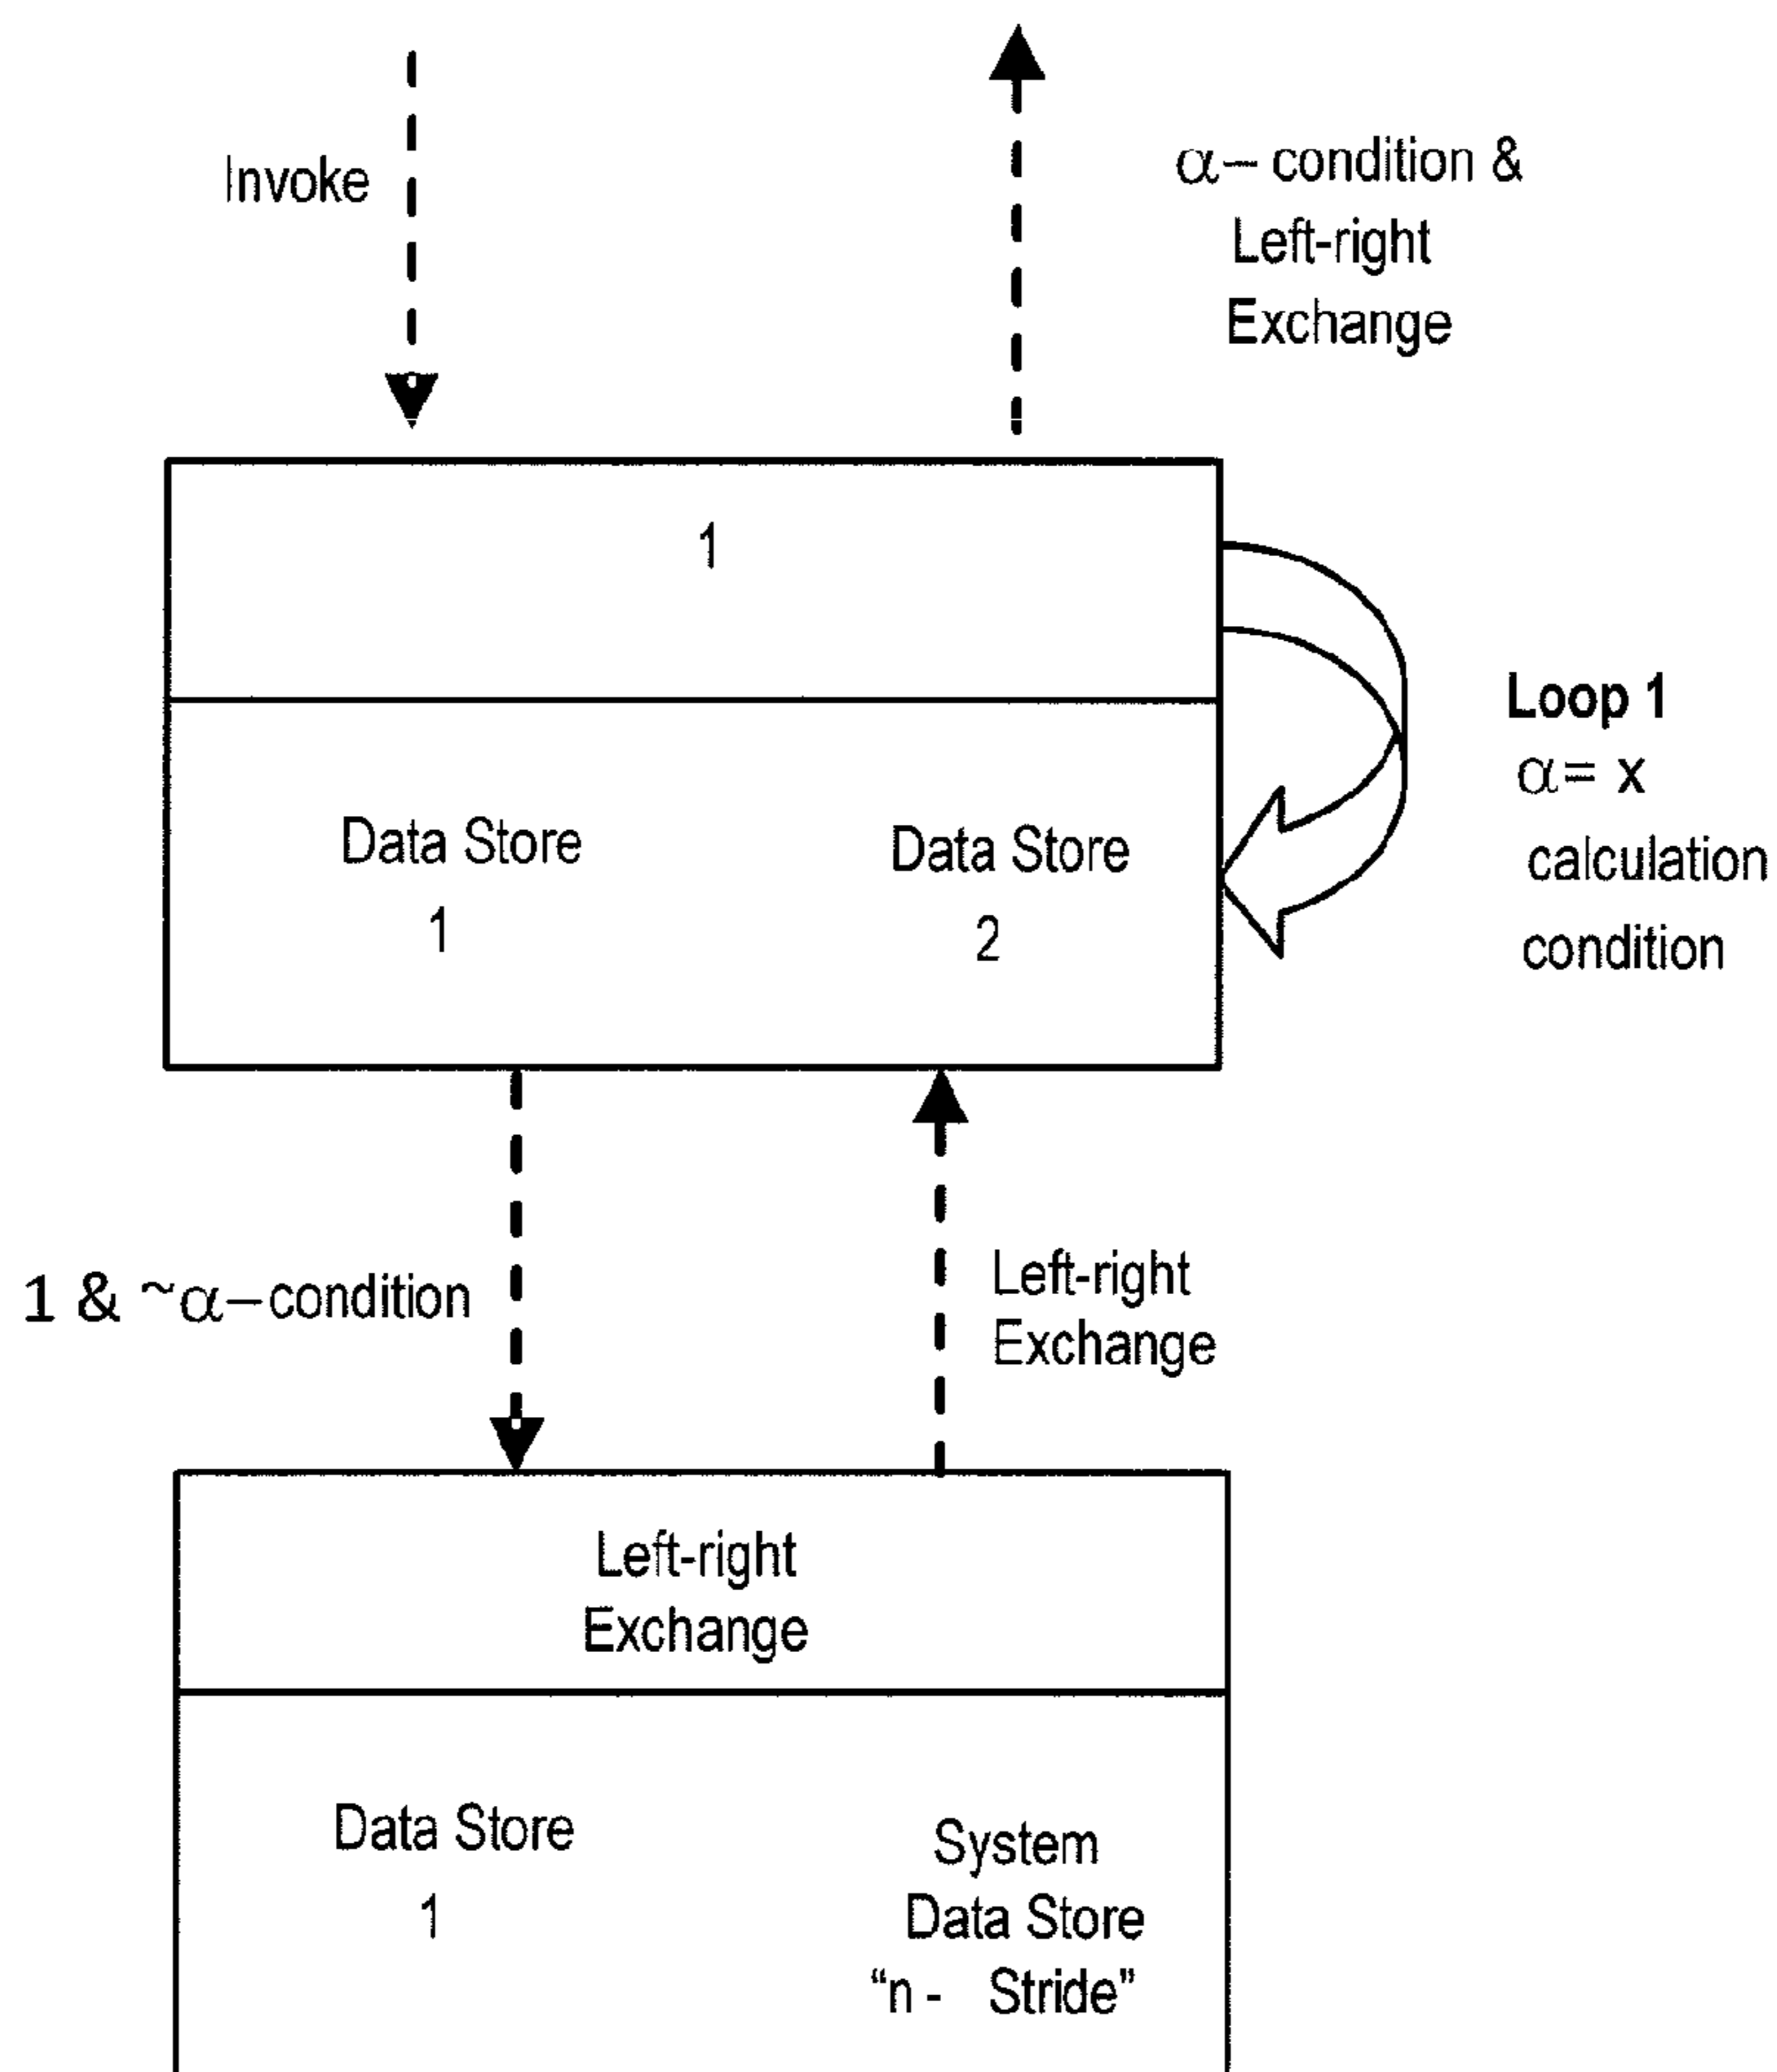 Invoke
α– condition &
Left-right
Exchange
1
Loop 1
α= x
calculation
condition
Data Store
1
Data Store
2
1 & ~α–condition
Left-right
Exchange
Left-right
Exchange
Data Store
1
System
Data Store
“n - Stride”